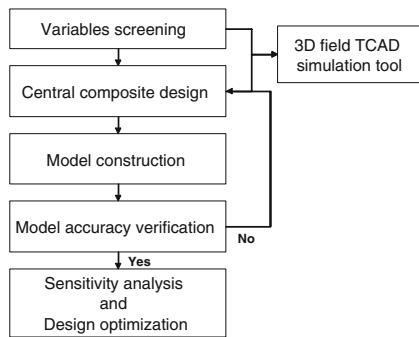 Variables screening
3D field TCAD
simulation tool
Central composite design
Model construction
Model accuracy verification
No
Yes
Sensitivity analysis
and
Design optimization